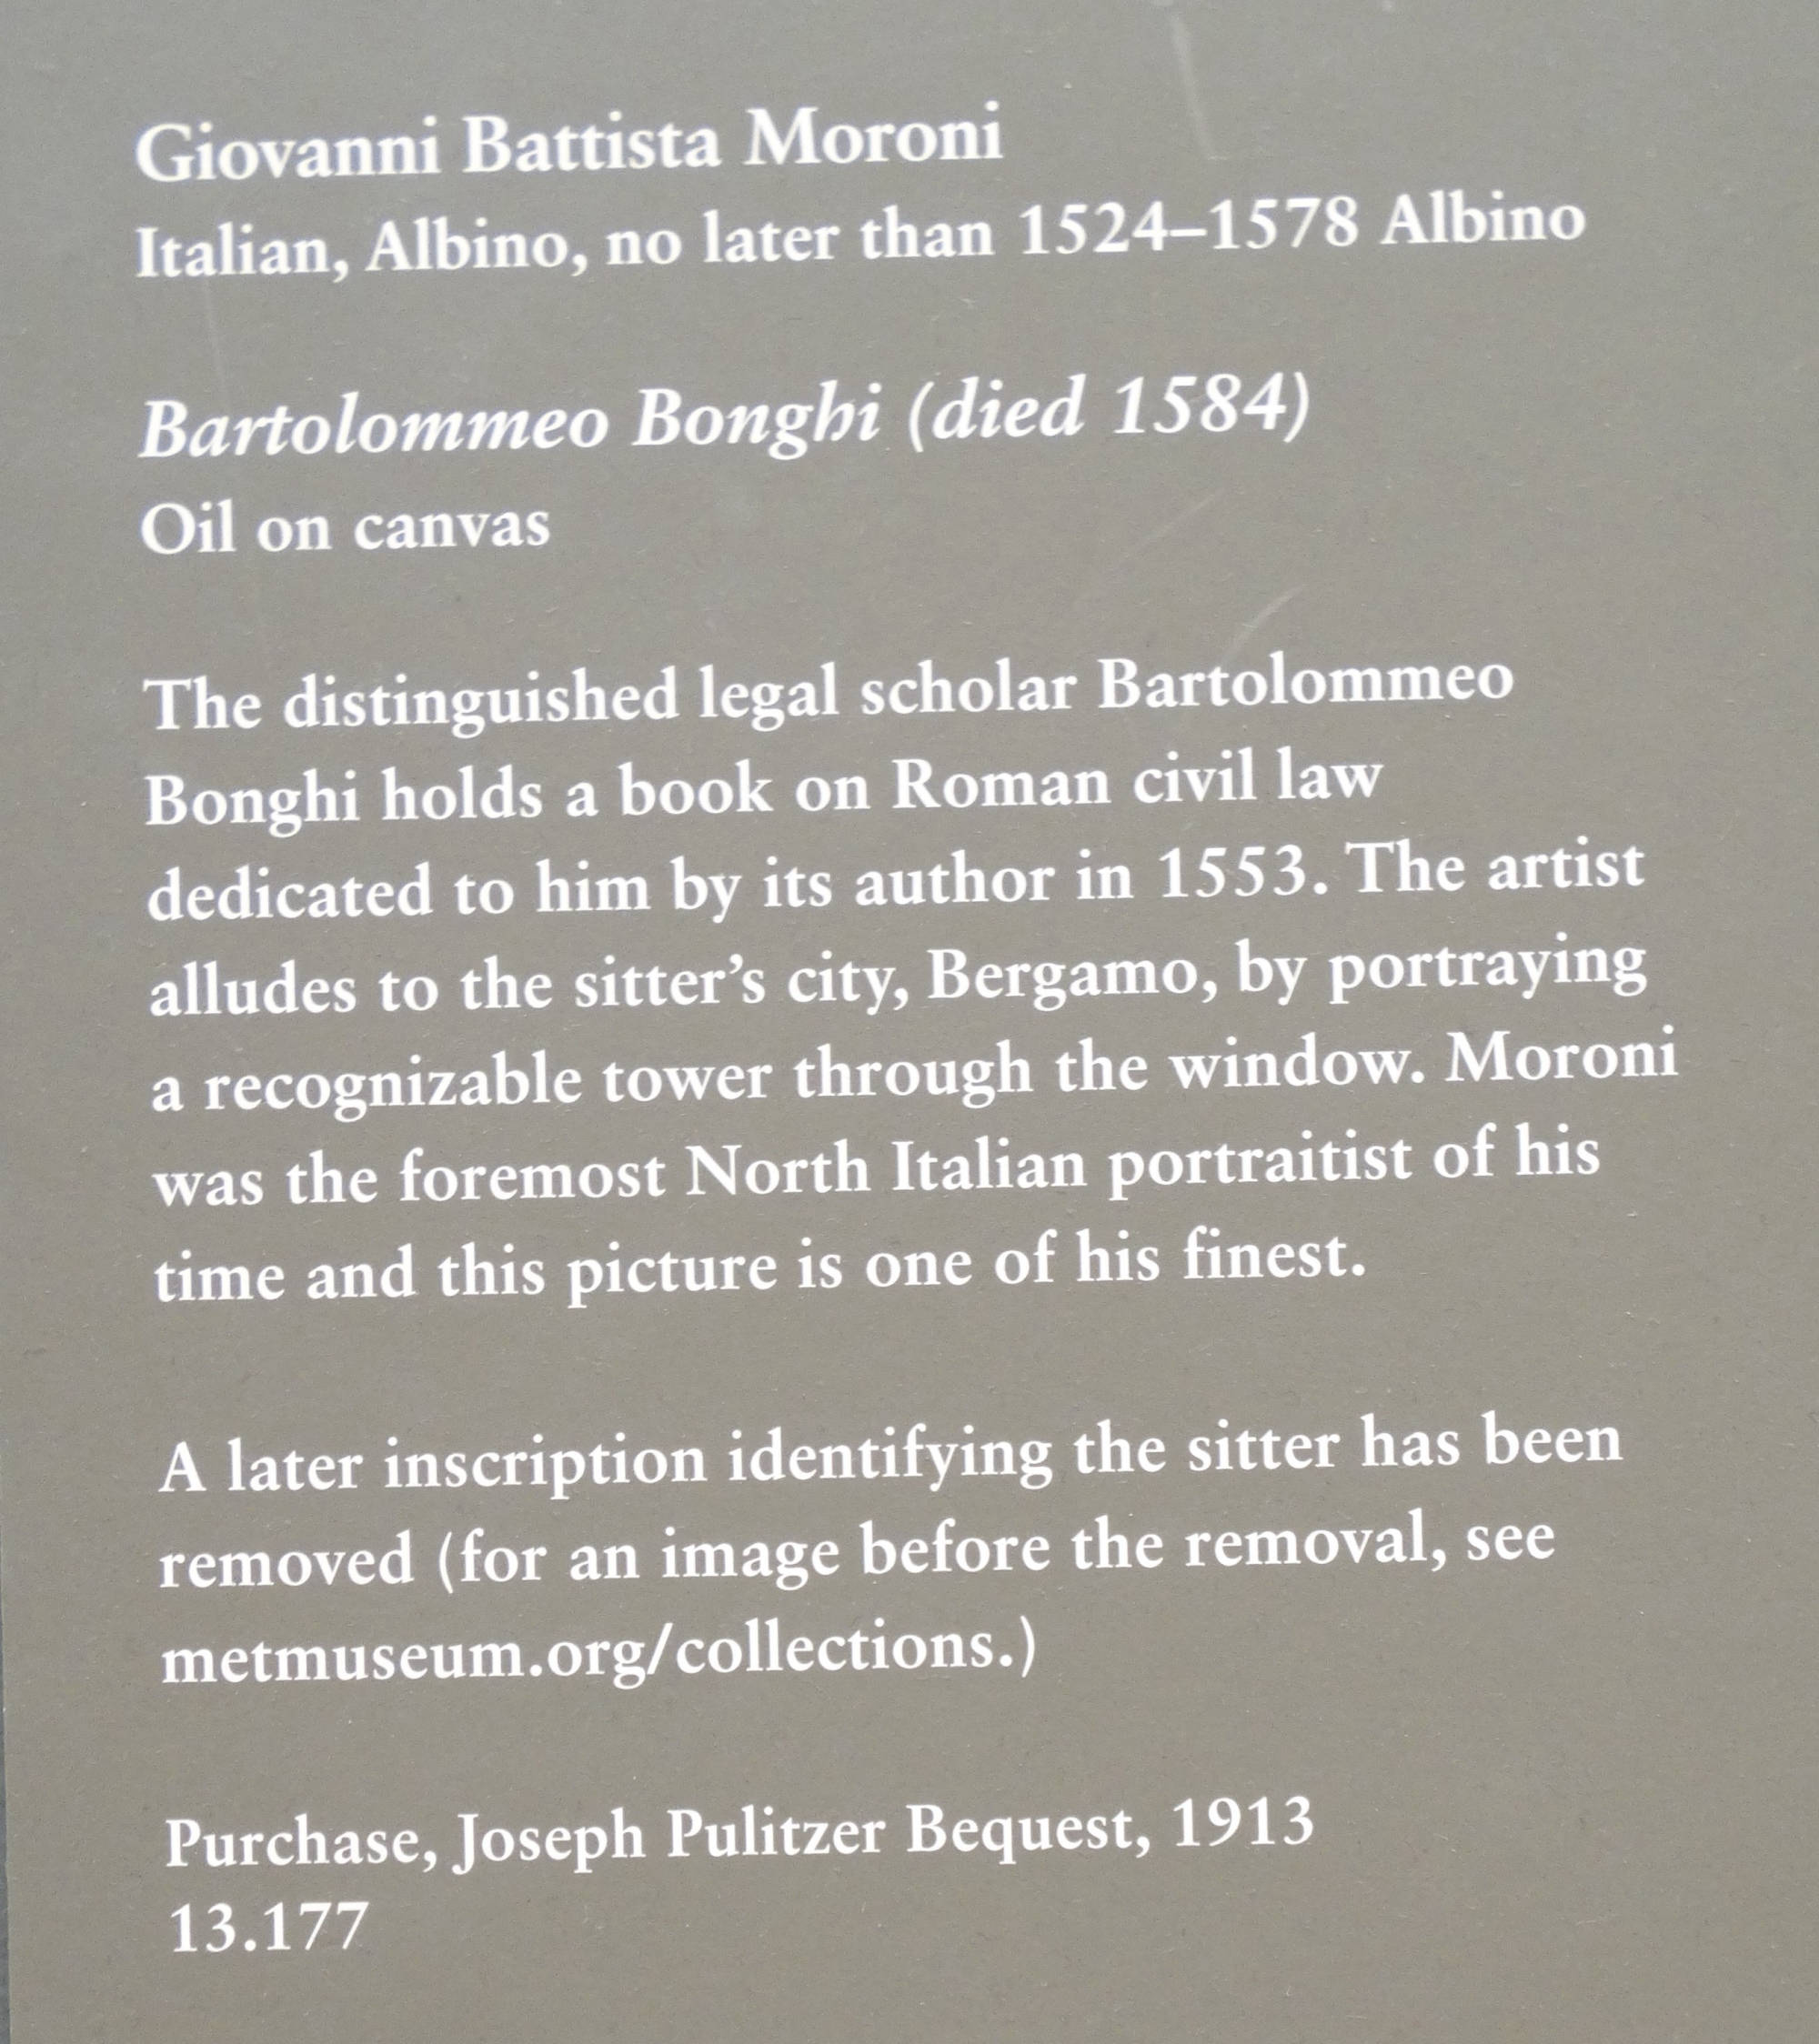 Giovanni Battista Moroni
Italian, Albino, no later than 1524–1578 Albino
Bartolommeo Bonghi (died 1584)
Oil on canvas
The distinguished legal scholar Bartolommeo
Bonghi holds a book on Roman civil law
dedicated to him by its author in 1553. The artist
alludes to the sitter’s city, Bergamo, by portraying
a recognizable tower through the window. Moroni
was the foremost North Italian portraitist of his
time and this picture is one of his finest.
A later inscription identifying the sitter has been
removed (for an image before the removal, see
metmuseum.org/collections.)
Purchase, Joseph Pulitzer Bequest, 1913
13.177